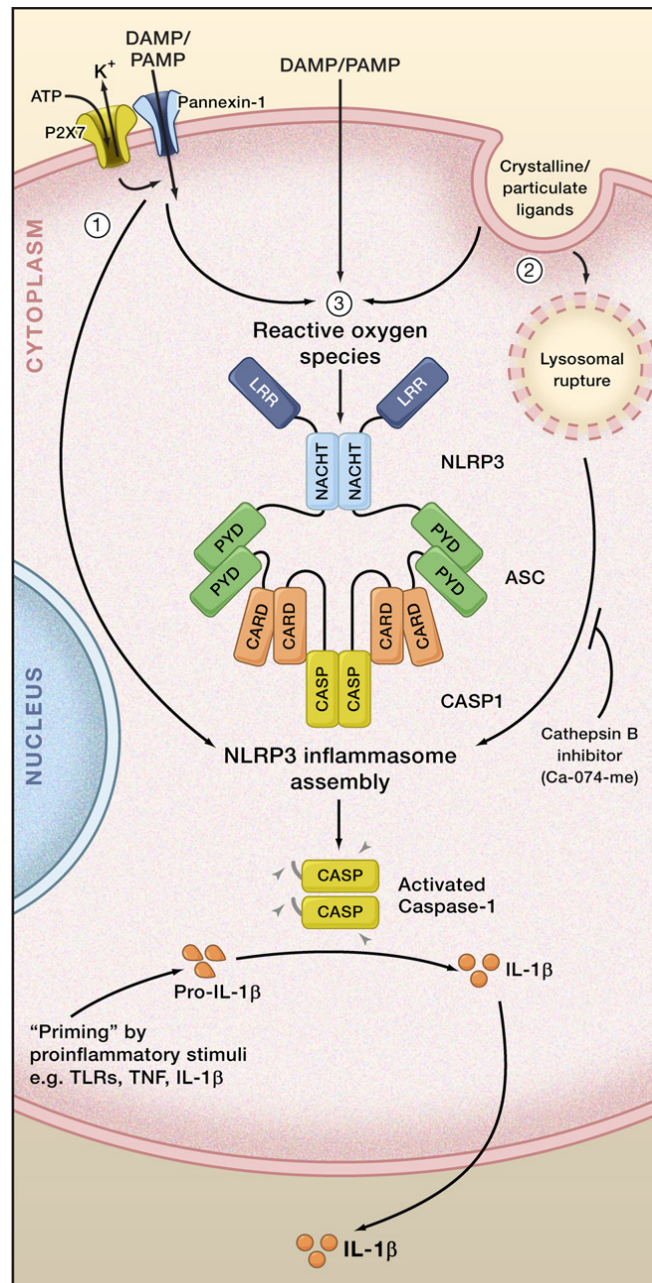 DAMP/
PAMP
K+
ATP
P2X7
Pannexin-1
DAMP/PAMP
Crystalline/
particulate
ligands
1
2
CYTOPLASM
3
Reactive oxygen
species
Lysosomal
rupture
LRR
LRR
NACHT
NACHT
NLRP3
PYD
PYD
PYD
PYD
ASC
CARD
CARD
CARD
CARD
CASP
CASP
CASP1
NUCLEUS
Cathepsin B
inhibitor
(Ca-074-me)
NLRP3 inflammasome
assembly
CASP
CASP
Activated
Caspase-1
Pro-IL-1β
IL-1β
“Priming” by
proinflammatory stimuli
e.g. TLRs, TNF, IL-1β
IL-1β